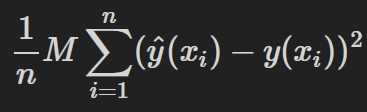 $\frac{1}{n} M \sum_{i=1}^{n} (\hat{y}(x_i) - y(x_i))^2$